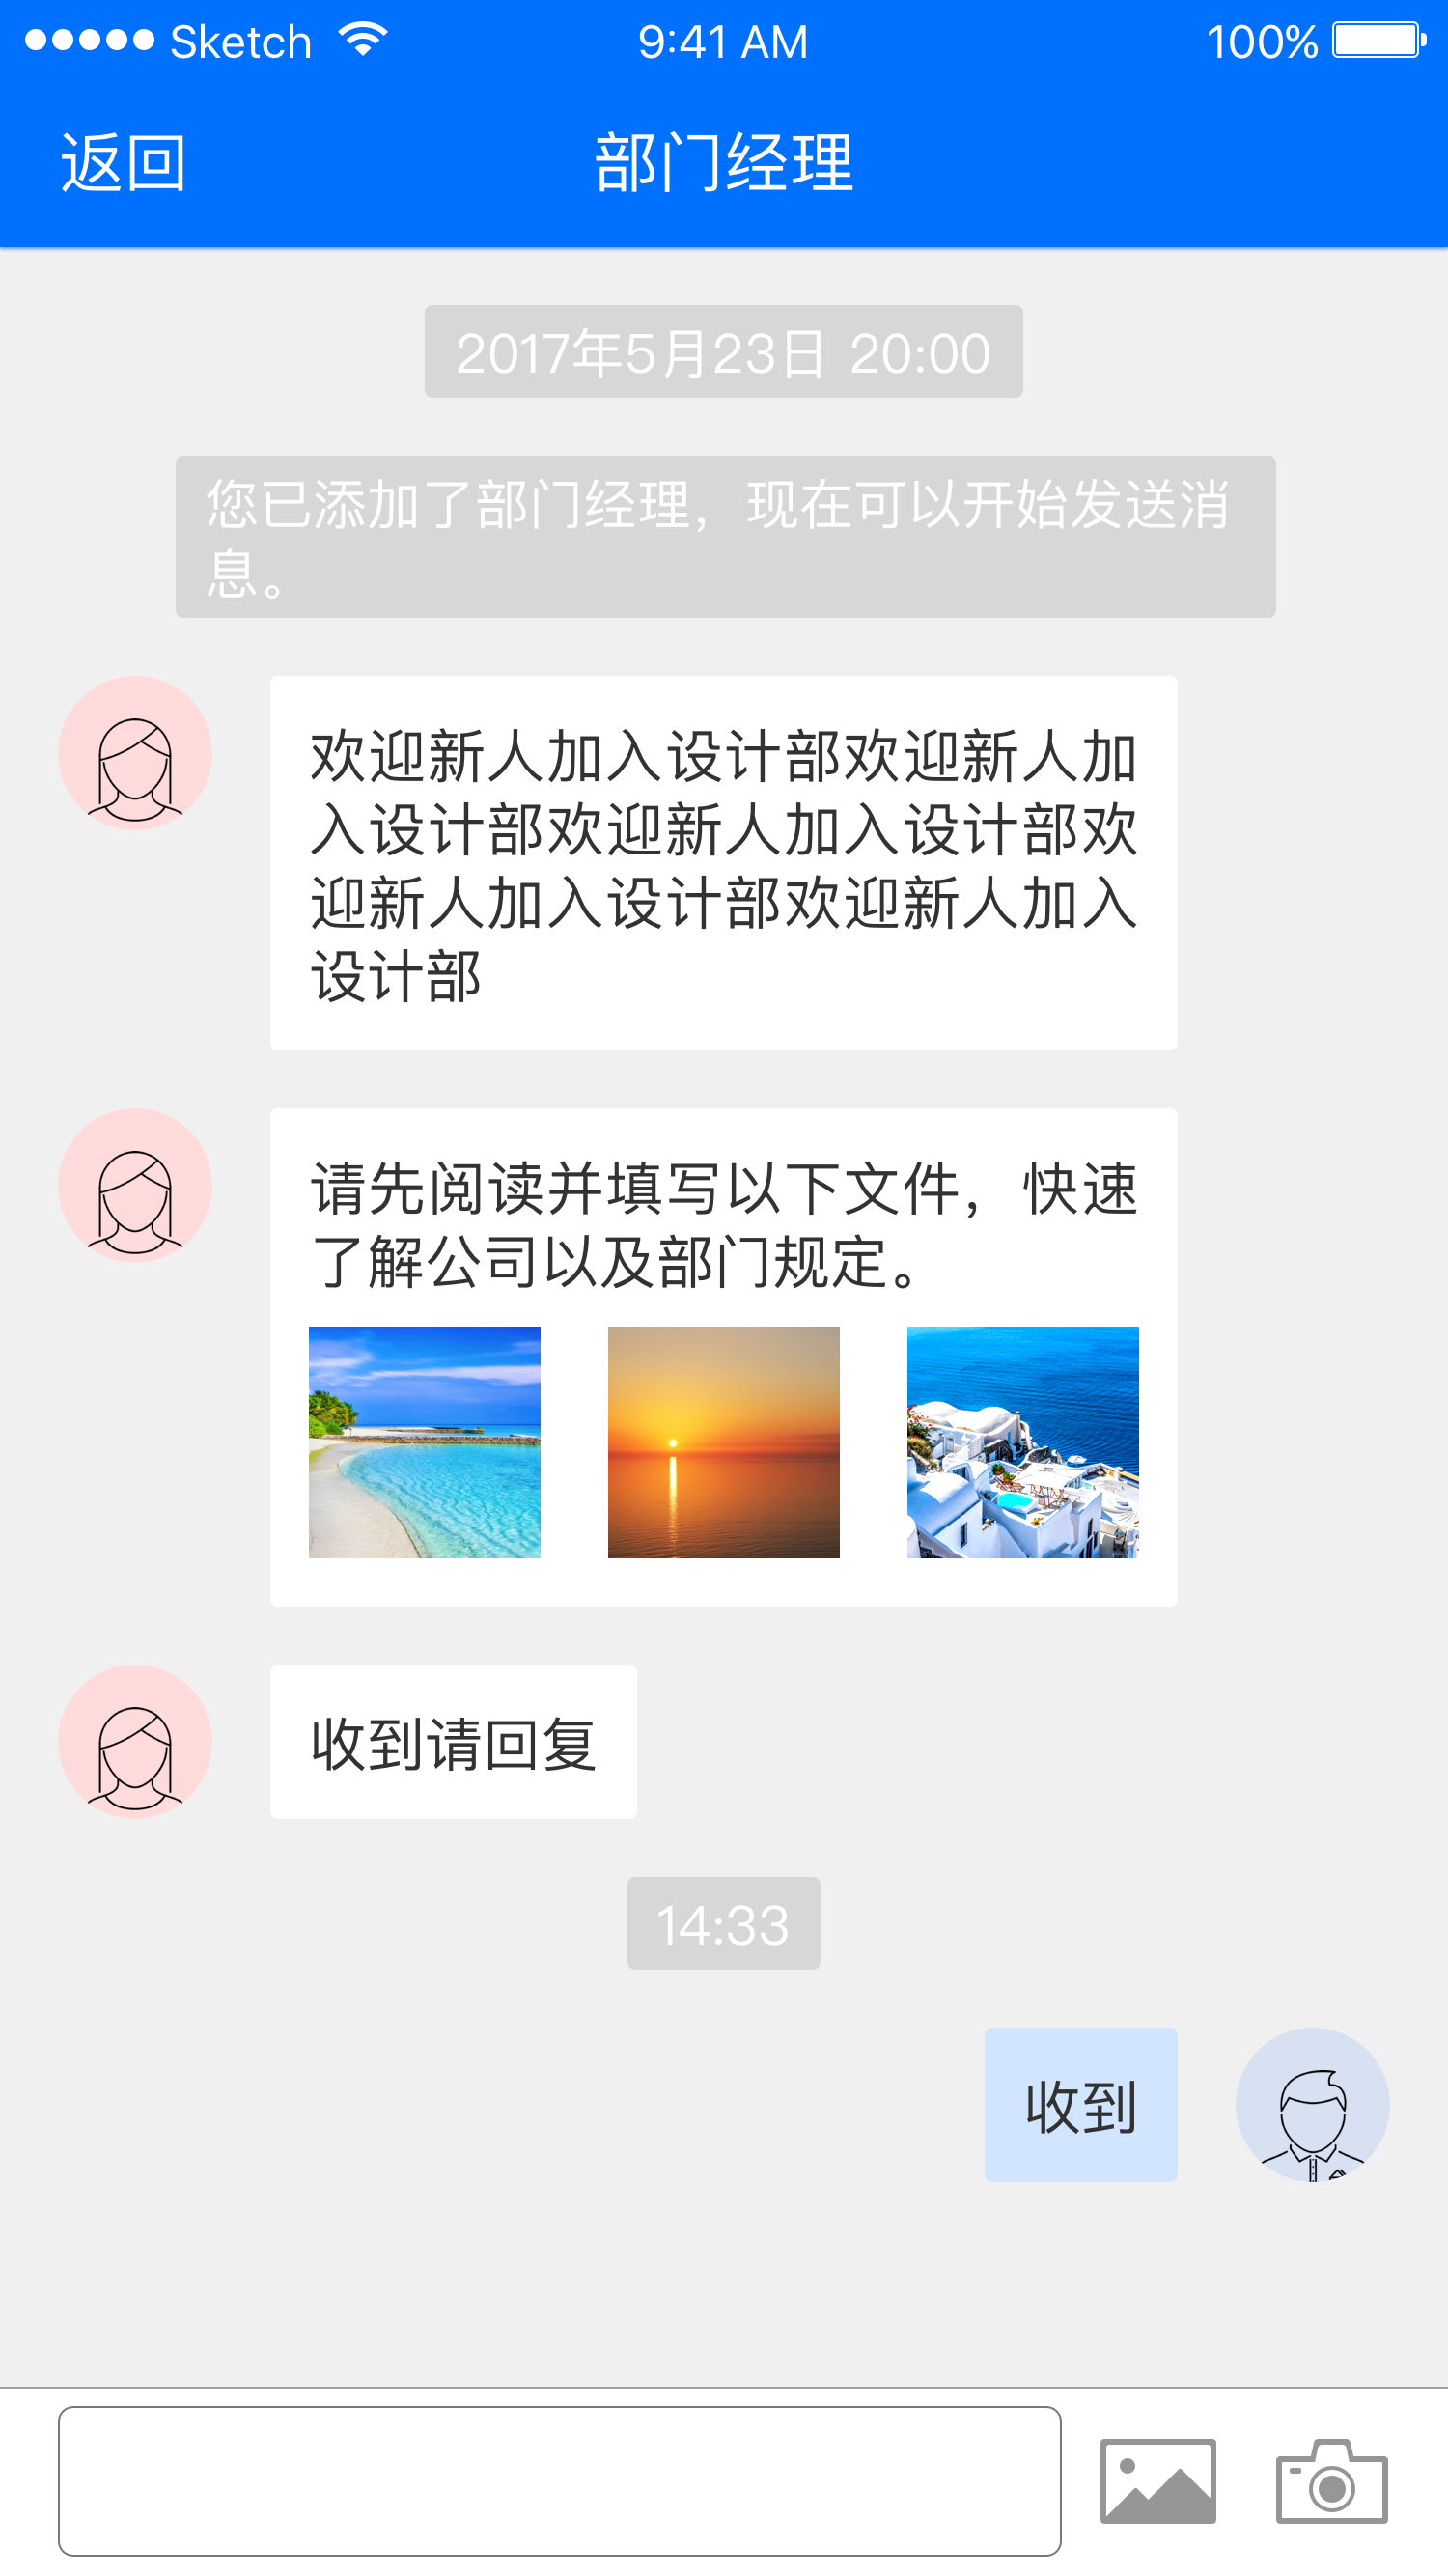 Sketch 9:41 AM 100%
返回 部门经理
2017年5月23日 20:00
您已添加了部门经理，现在可以开始发送消
息。
欢迎新人加入设计部欢迎新人加
入设计部欢迎新人加入设计部欢
迎新人加入设计部欢迎新人加入
设计部
请先阅读并填写以下文件，快速
了解公司以及部门规定。
收到请回复
14:33
收到